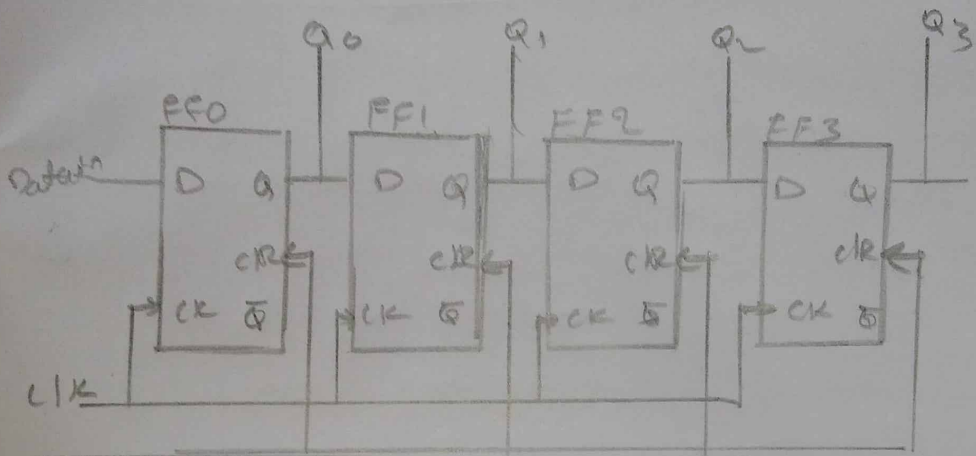 Q0 Q1 Q2 Q3
FF0 FF1 FF2 FF3
Datain D Q D Q D Q D Q
clR clR clR clR
CK Q̅ CK Q̅ CK Q̅ CK Q̅
clk